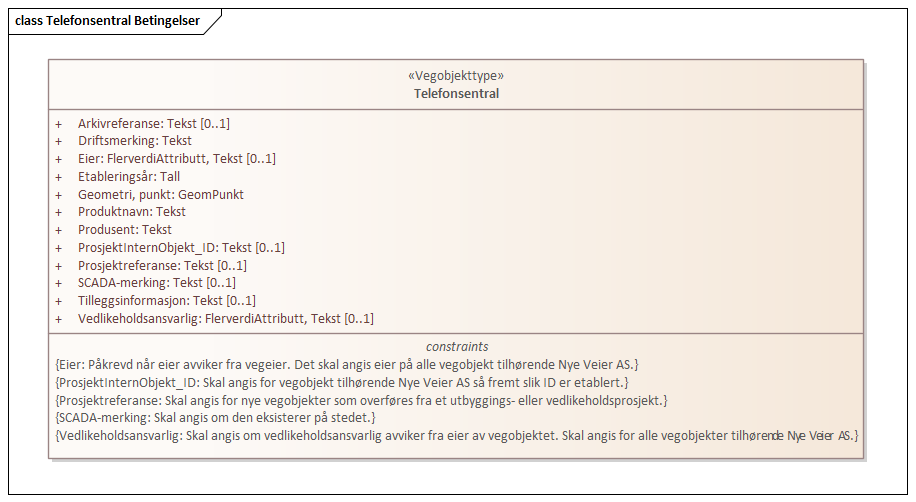 class Telefonsentral Betingelser
«Vegobjekttype»
Telefonsentral
+ Arkivreferanse: Tekst [0..1]
+ Driftsmerking: Tekst
+ Eier: FlerverdiAttributt, Tekst [0..1]
+ Etableringsår: Tall
+ Geometri, punkt: GeomPunkt
+ Produktnavn: Tekst
+ Produsent: Tekst
+ ProsjektInternObjekt_ID: Tekst [0..1]
+ Prosjektreferanse: Tekst [0..1]
+ SCADA-merking: Tekst [0..1]
+ Tilleggsinformasjon: Tekst [0..1]
+ Vedlikeholdsansvarlig: FlerverdiAttributt, Tekst [0..1]
constraints
{Eier: Påkrevd når eier avviker fra vegeier. Det skal angis eier på alle vegobjekt tilhørende Nye Veier AS.}
{ProsjektInternObjekt_ID: Skal angis for vegobjekt tilhørende Nye Veier AS så fremt slik ID er etablert.}
{Prosjektreferanse: Skal angis for nye vegobjekter som overføres fra et utbyggings- eller vedlikeholdsprosjekt.}
{SCADA-merking: Skal angis om den eksisterer på stedet.}
{Vedlikeholdsansvarlig: Skal angis om vedlikeholdsansvarlig avviker fra eier av vegobjektet. Skal angis for alle vegobjekter tilhørende Nye Veier AS.}